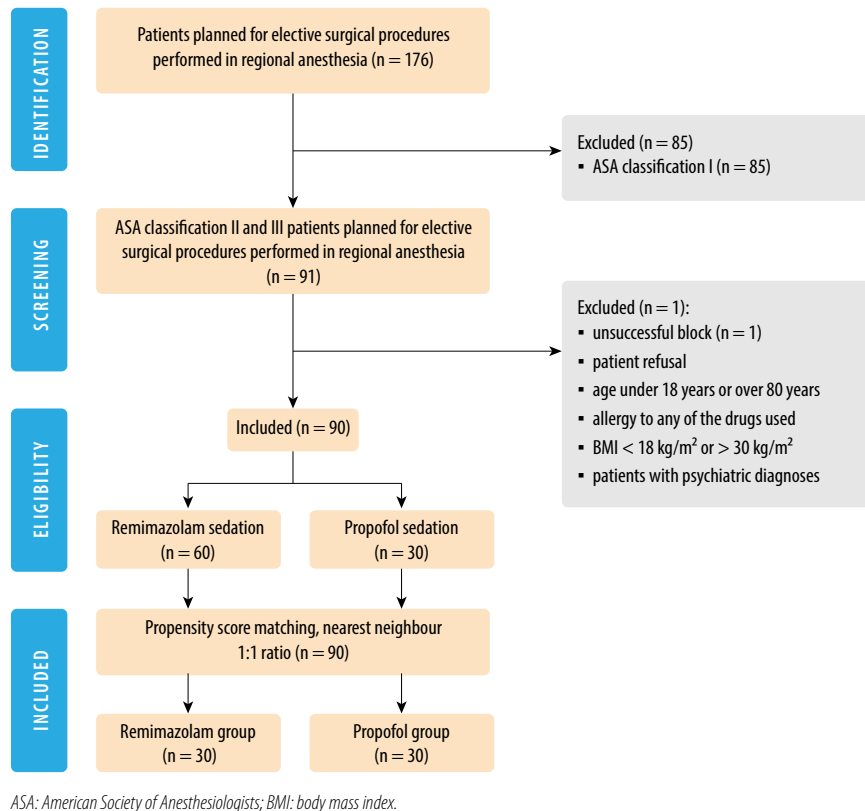 IDENTIFICATION
Patients planned for elective surgical procedures
performed in regional anesthesia (n = 176)
Excluded (n = 85)
▪ ASA classification I (n = 85)
SCREENING
ASA classification II and III patients planned for elective
surgical procedures performed in regional anesthesia
(n = 91)
Excluded (n = 1):
▪ unsuccessful block (n = 1)
▪ patient refusal
▪ age under 18 years or over 80 years
▪ allergy to any of the drugs used
▪ BMI < 18 kg/m² or > 30 kg/m²
▪ patients with psychiatric diagnoses
ELIGIBILITY
Included (n = 90)
Remimazolam sedation
(n = 60)
Propofol sedation
(n = 30)
INCLUDED
Propensity score matching, nearest neighbour
1:1 ratio (n = 90)
Remimazolam group
(n = 30)
Propofol group
(n = 30)
ASA: American Society of Anesthesiologists; BMI: body mass index.